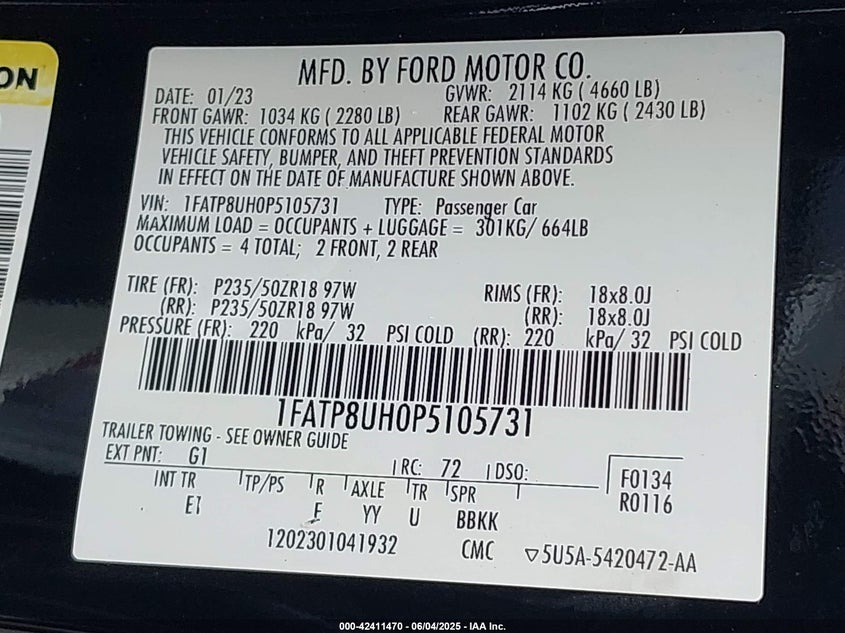 ON
MFD. BY FORD MOTOR CO.
DATE: 01/23 GVWR: 2114 KG ( 4660 LB)
FRONT GAWR: 1034 KG ( 2280 LB) REAR GAWR: 1102 KG ( 2430 LB)
THIS VEHICLE CONFORMS TO ALL APPLICABLE FEDERAL MOTOR
VEHICLE SAFETY, BUMPER, AND THEFT PREVENTION STANDARDS
IN EFFECT ON THE DATE OF MANUFACTURE SHOWN ABOVE.
VIN: 1FATP8UH0P5105731 TYPE: Passenger Car
MAXIMUM LOAD = OCCUPANTS + LUGGAGE = 301KG/ 664LB
OCCUPANTS = 4 TOTAL; 2 FRONT, 2 REAR
TIRE (FR): P235/50ZR18 97W RIMS (FR): 18x8.0J
(RR): P235/50ZR18 97W (RR): 18x8.0J
PRESSURE (FR): 220 kPa/ 32 PSI COLD (RR): 220 kPa/ 32 PSI COLD
1FATP8UH0P5105731
TRAILER TOWING - SEE OWNER GUIDE
EXT PNT: G1 RC: 72 DSO: F0134
INT TR TP/PS R AXLE TR SPR R0116
E1 F YY U BBKK
1202301041932 CMC ▽5U5A-5420472-AA
000-42411470 - 06/04/2025 - IAA Inc.